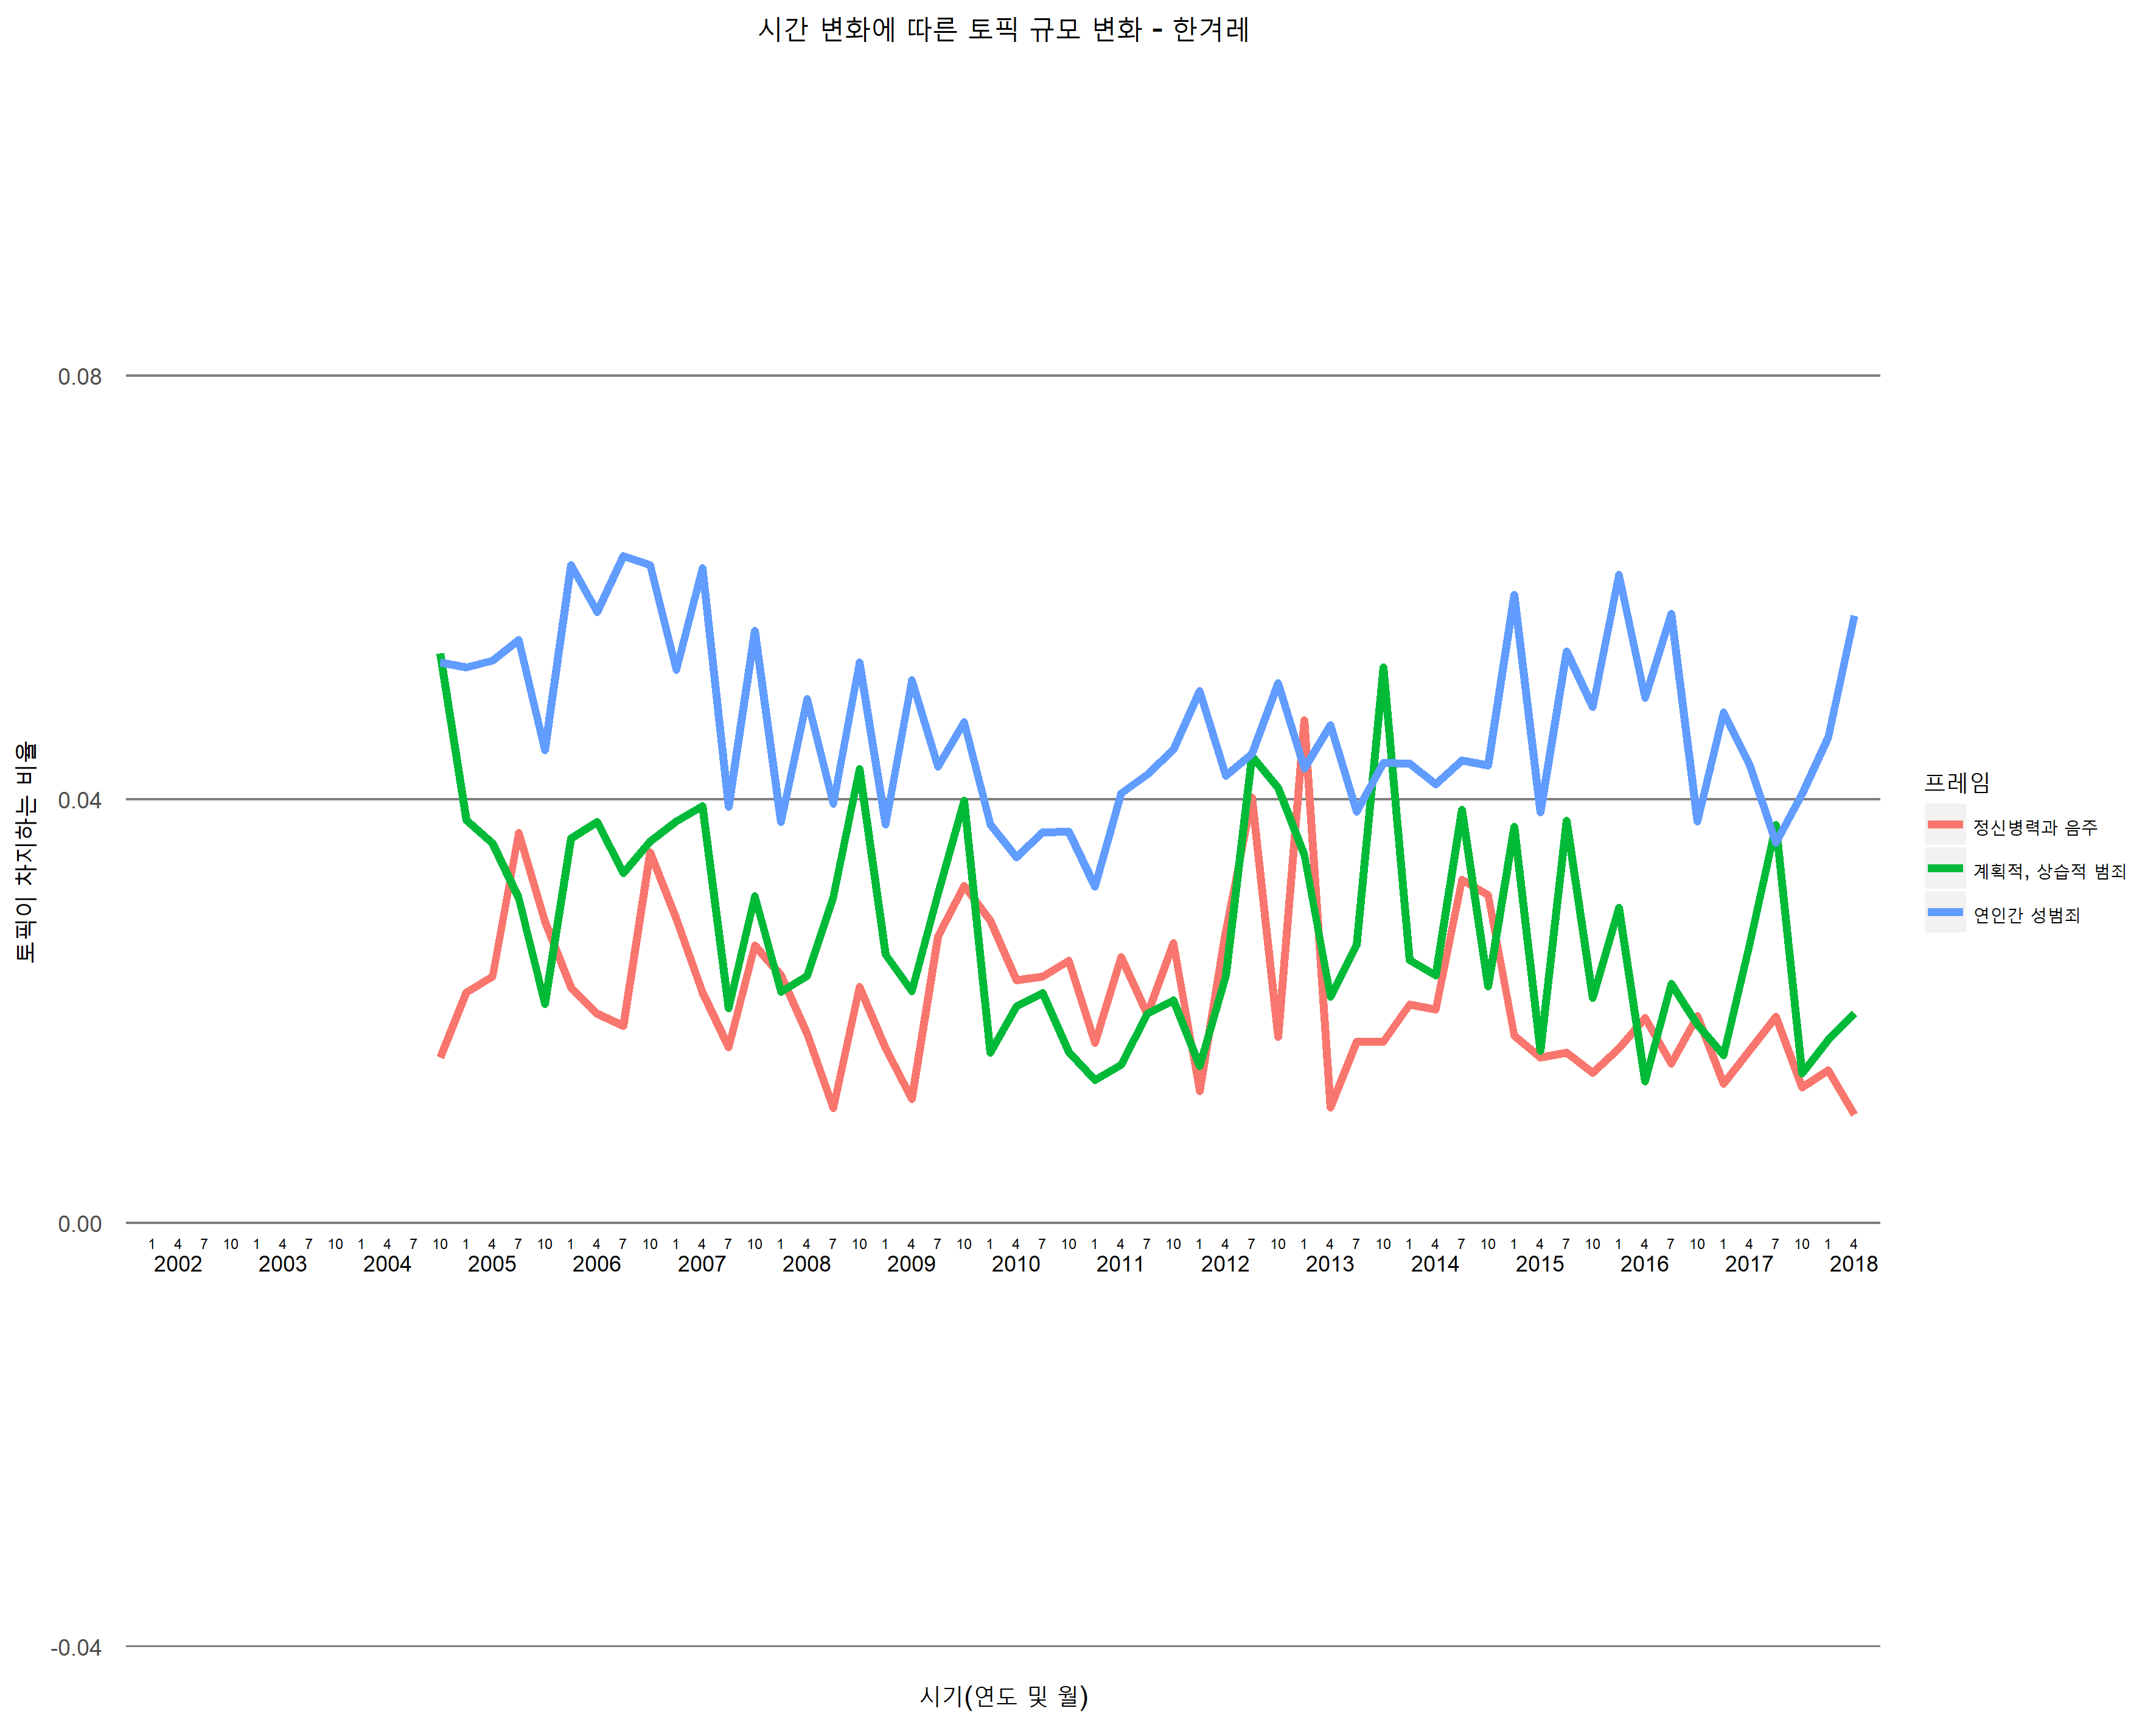 시간 변화에 따른 토픽 규모 변화 - 한겨레
토픽이 차지하는 비율
0.08
0.04
0.00
-0.04
1 4 7 10 1 4 7 10 1 4 7 10 1 4 7 10 1 4 7 10 1 4 7 10 1 4 7 10 1 4 7 10 1 4 7 10 1 4 7 10 1 4 7 10 1 4 7 10 1 4 7 10 1 4 7 10 1 4 7 10 1 4 7 10 1 4
2002 2003 2004 2005 2006 2007 2008 2009 2010 2011 2012 2013 2014 2015 2016 2017 2018
시기(연도 및 월)
프레임
정신병력과 음주
계획적, 상습적 범죄
연인간 성범죄